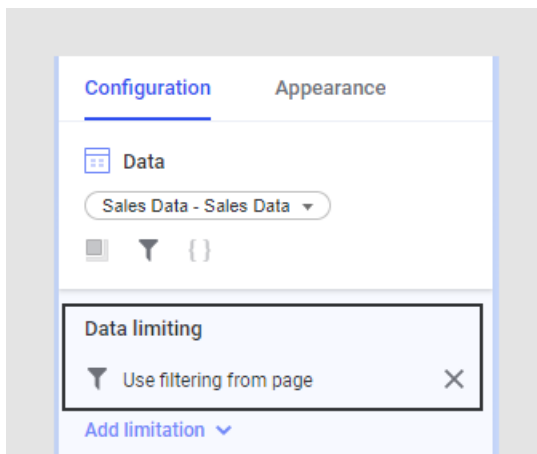 Configuration Appearance
Data
Sales Data - Sales Data
{ }
Data limiting
Use filtering from page
Add limitation